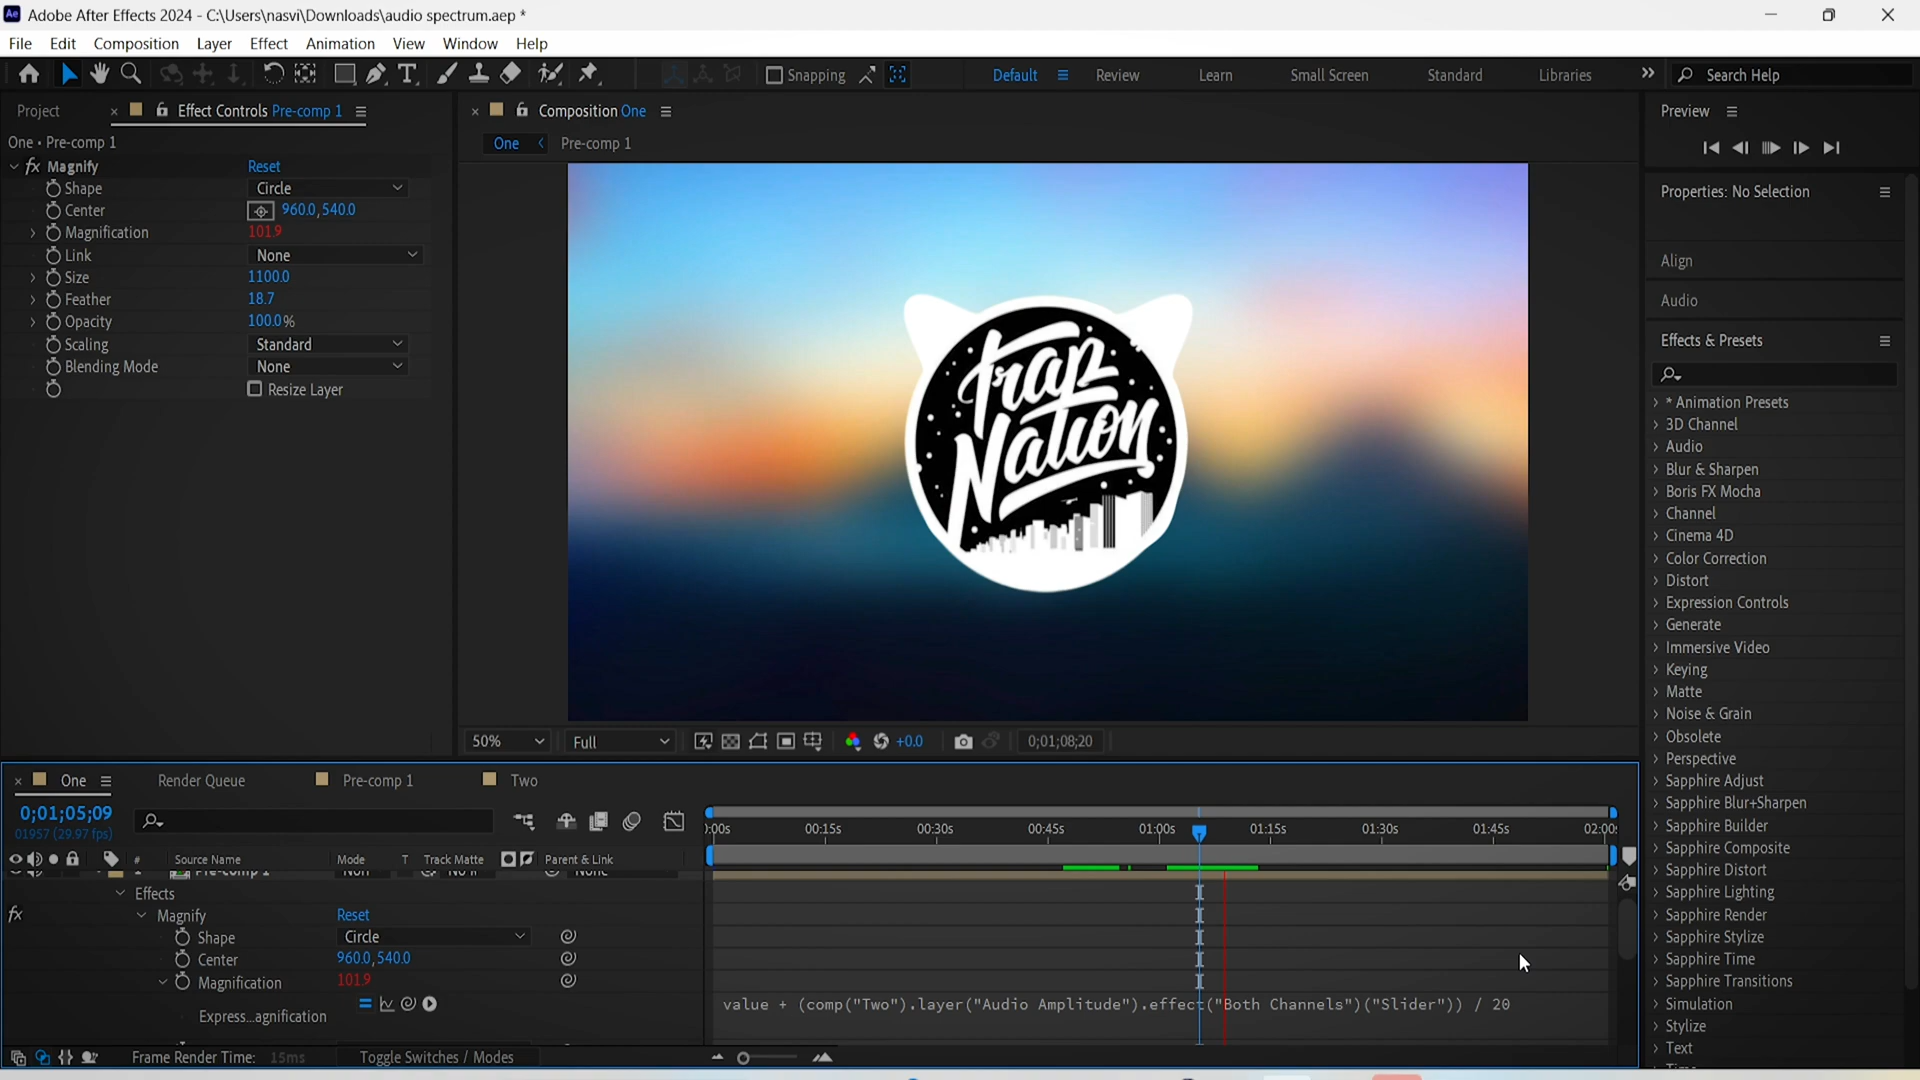 Ae Adobe After Effects 2024 - C:\Users\nasvi\Downloads\audio spectrum.aep *
File Edit Composition Layer Effect Animation View Window Help
Snapping Default Review Learn Small Screen Standard Libraries Search Help
Project Effect Controls Pre-comp 1 Composition One Preview
One • Pre-comp 1 One Pre-comp 1
fx Magnify Reset
Shape Circle
Center 960.0, 540.0
Magnification 101.9
Link None
Size 1100.0
Feather 18.7
Opacity 100.0%
Scaling Standard
Blending Mode None
Resize Layer
Trap
Nation
50% Full +0.0 0;01;08;20
Properties: No Selection
Align
Audio
Effects & Presets
* Animation Presets
3D Channel
Audio
Blur & Sharpen
Boris FX Mocha
Channel
Cinema 4D
Color Correction
Distort
Expression Controls
Generate
Immersive Video
Keying
Matte
Noise & Grain
Obsolete
Perspective
Sapphire Adjust
Sapphire Blur+Sharpen
Sapphire Builder
Sapphire Composite
Sapphire Distort
Sapphire Lighting
Sapphire Render
Sapphire Stylize
Sapphire Time
Sapphire Transitions
Simulation
Stylize
Text
One Render Queue Pre-comp 1 Two
0;01;05;09
01957 (29.97 fps)
):00s 00:15s 00:30s 00:45s 01:00s 01:15s 01:30s 01:45s 02:00s
# Source Name Mode T Track Matte Parent & Link
Pre-comp 1
Effects
fx Magnify Reset
Shape Circle
Center 960.0, 540.0
Magnification 101.9
Express...agnification
value + (comp("Two").layer("Audio Amplitude").effect("Both Channels")("Slider")) / 20
Frame Render Time: 15ms Toggle Switches / Modes